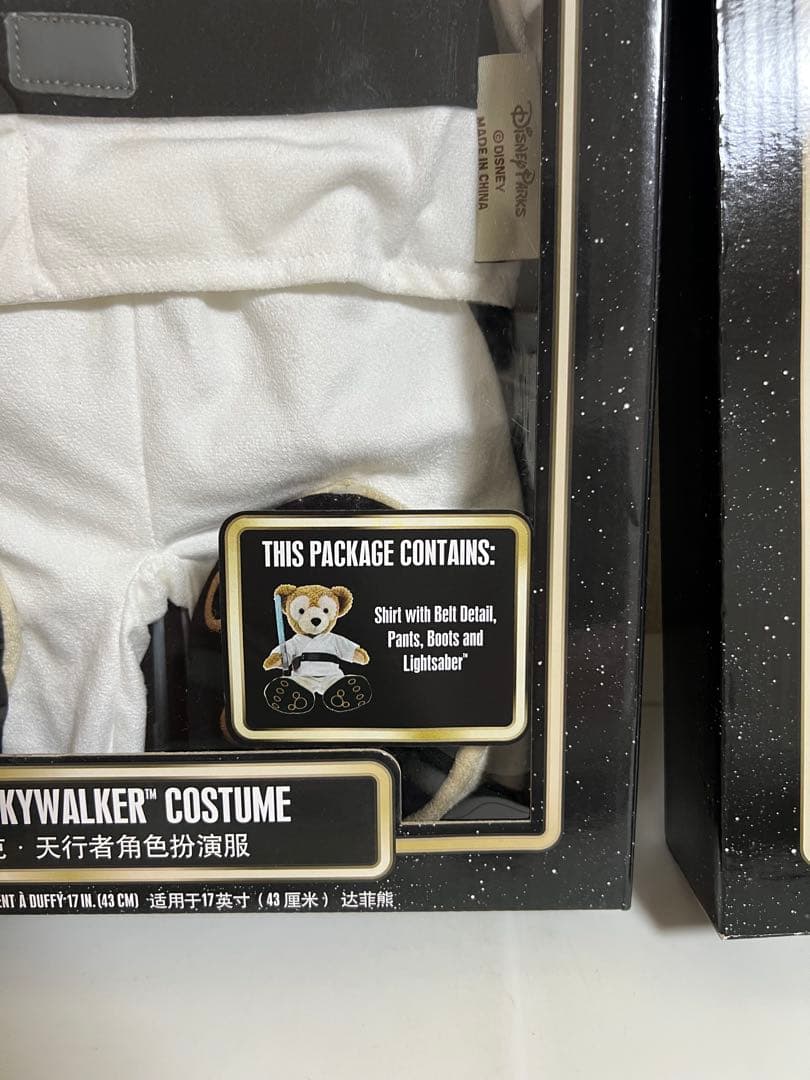 DISNEY PARKS
© DISNEY
MADE IN CHINA
THIS PACKAGE CONTAINS:
Shirt with Belt Detail,
Pants, Boots and
Lightsaber™
KYWALKER™ COSTUME
克 · 天行者角色扮演服
ENT À DUFFY 17 IN. (43 CM) 适用于17英寸 (43 厘米) 达菲熊